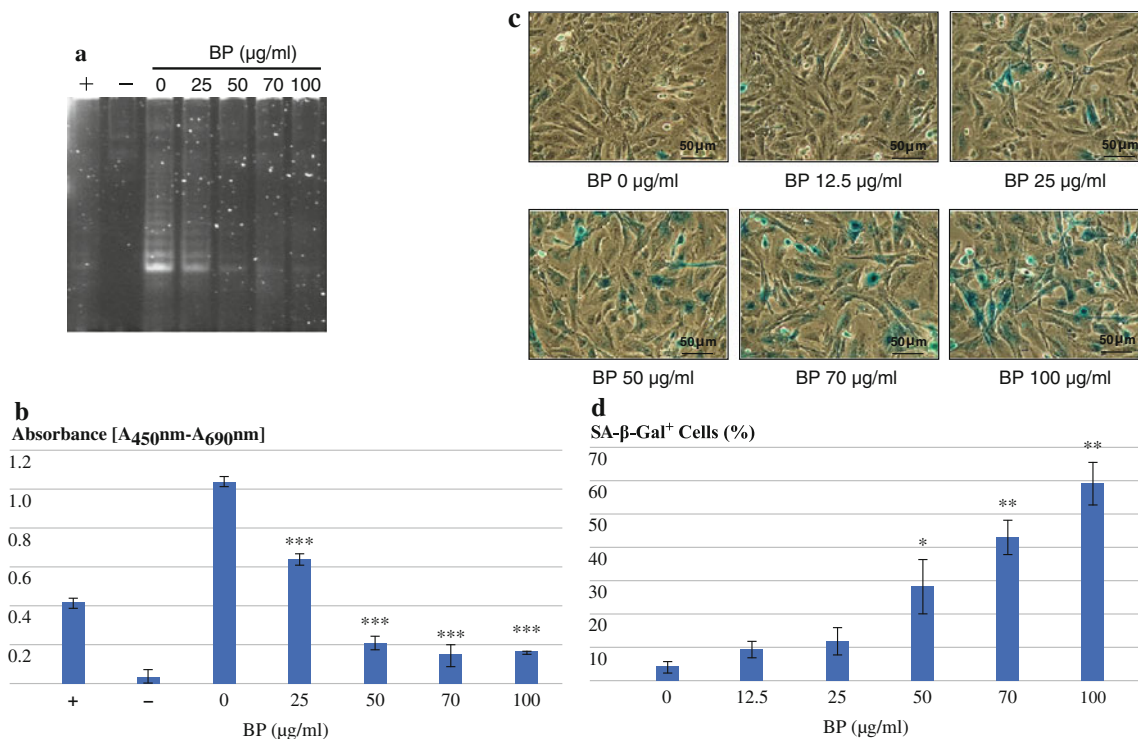 a
BP (µg/ml)
+ − 0 25 50 70 100
b
Absorbance [A450nm-A690nm]
1.2
1.0
0.8
0.6
0.4
0.2
***
***
***
***
+ − 0 25 50 70 100
BP (µg/ml)
c
50µm 50µm 50µm
BP 0 µg/ml BP 12.5 µg/ml BP 25 µg/ml
50µm 50µm 50µm
BP 50 µg/ml BP 70 µg/ml BP 100 µg/ml
d
SA-β-Gal+ Cells (%)
70
60
50
40
30
20
10
*
**
**
0 12.5 25 50 70 100
BP (µg/ml)